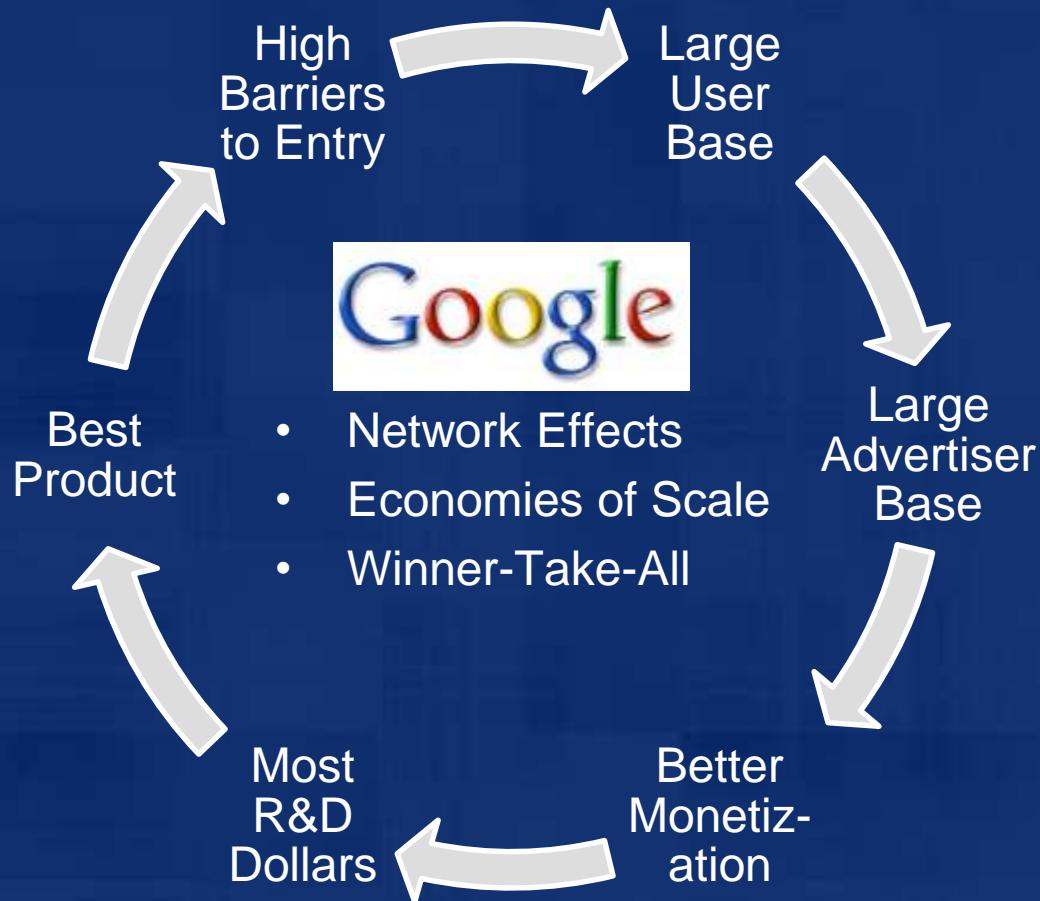 High
Barriers
to Entry
Large
User
Base
Google
Best
Product
• Network Effects
• Economies of Scale
• Winner-Take-All
Large
Advertiser
Base
Most
R&D
Dollars
Better
Monetiz-
ation